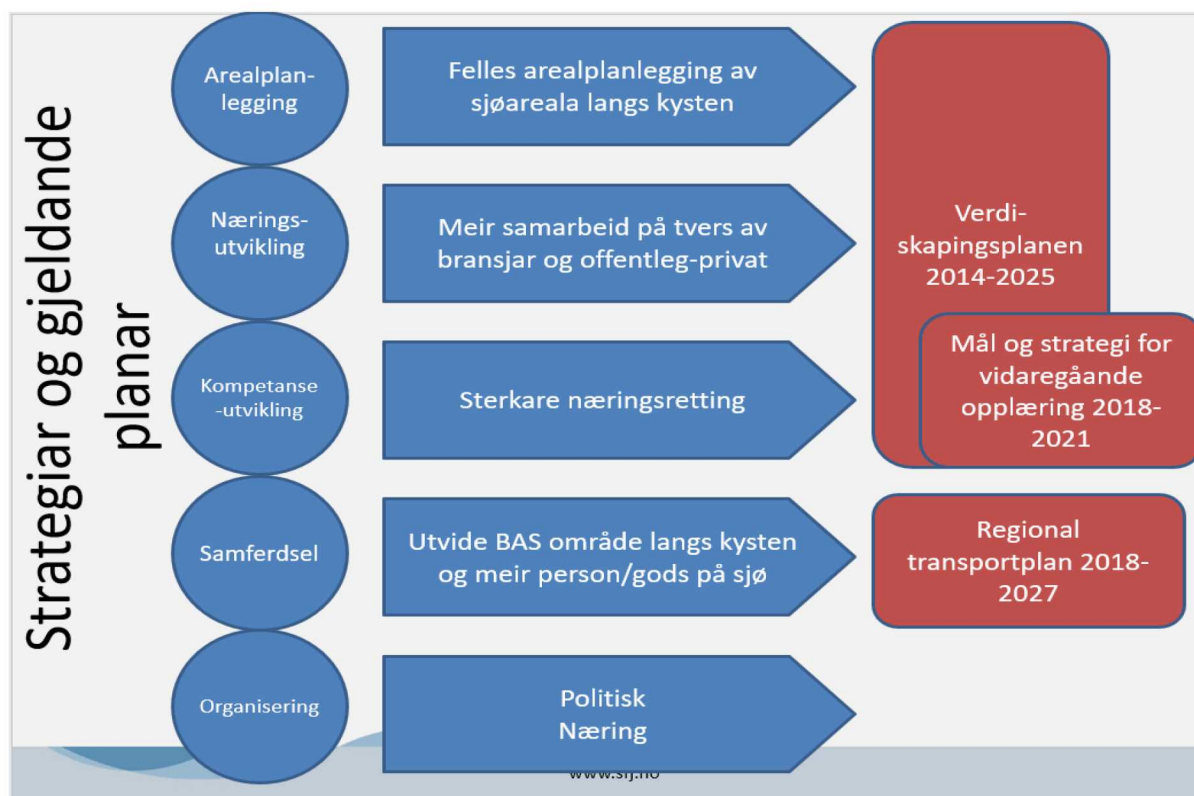 Strategiar og gjeldande
planar
Arealplan-
legging
Felles arealplanlegging av
sjøareala langs kysten
Nærings-
utvikling
Meir samarbeid på tvers av
bransjar og offentleg-privat
Verdi-
skapingsplanen
2014-2025
Kompetanse
-utvikling
Sterkare næringsretting
Mål og strategi for
vidaregåande
opplæring 2018-
2021
Samferdsel
Utvide BAS område langs kysten
og meir person/gods på sjø
Regional
transportplan 2018-
2027
Organisering
Politisk
Næring
www.sfj.no